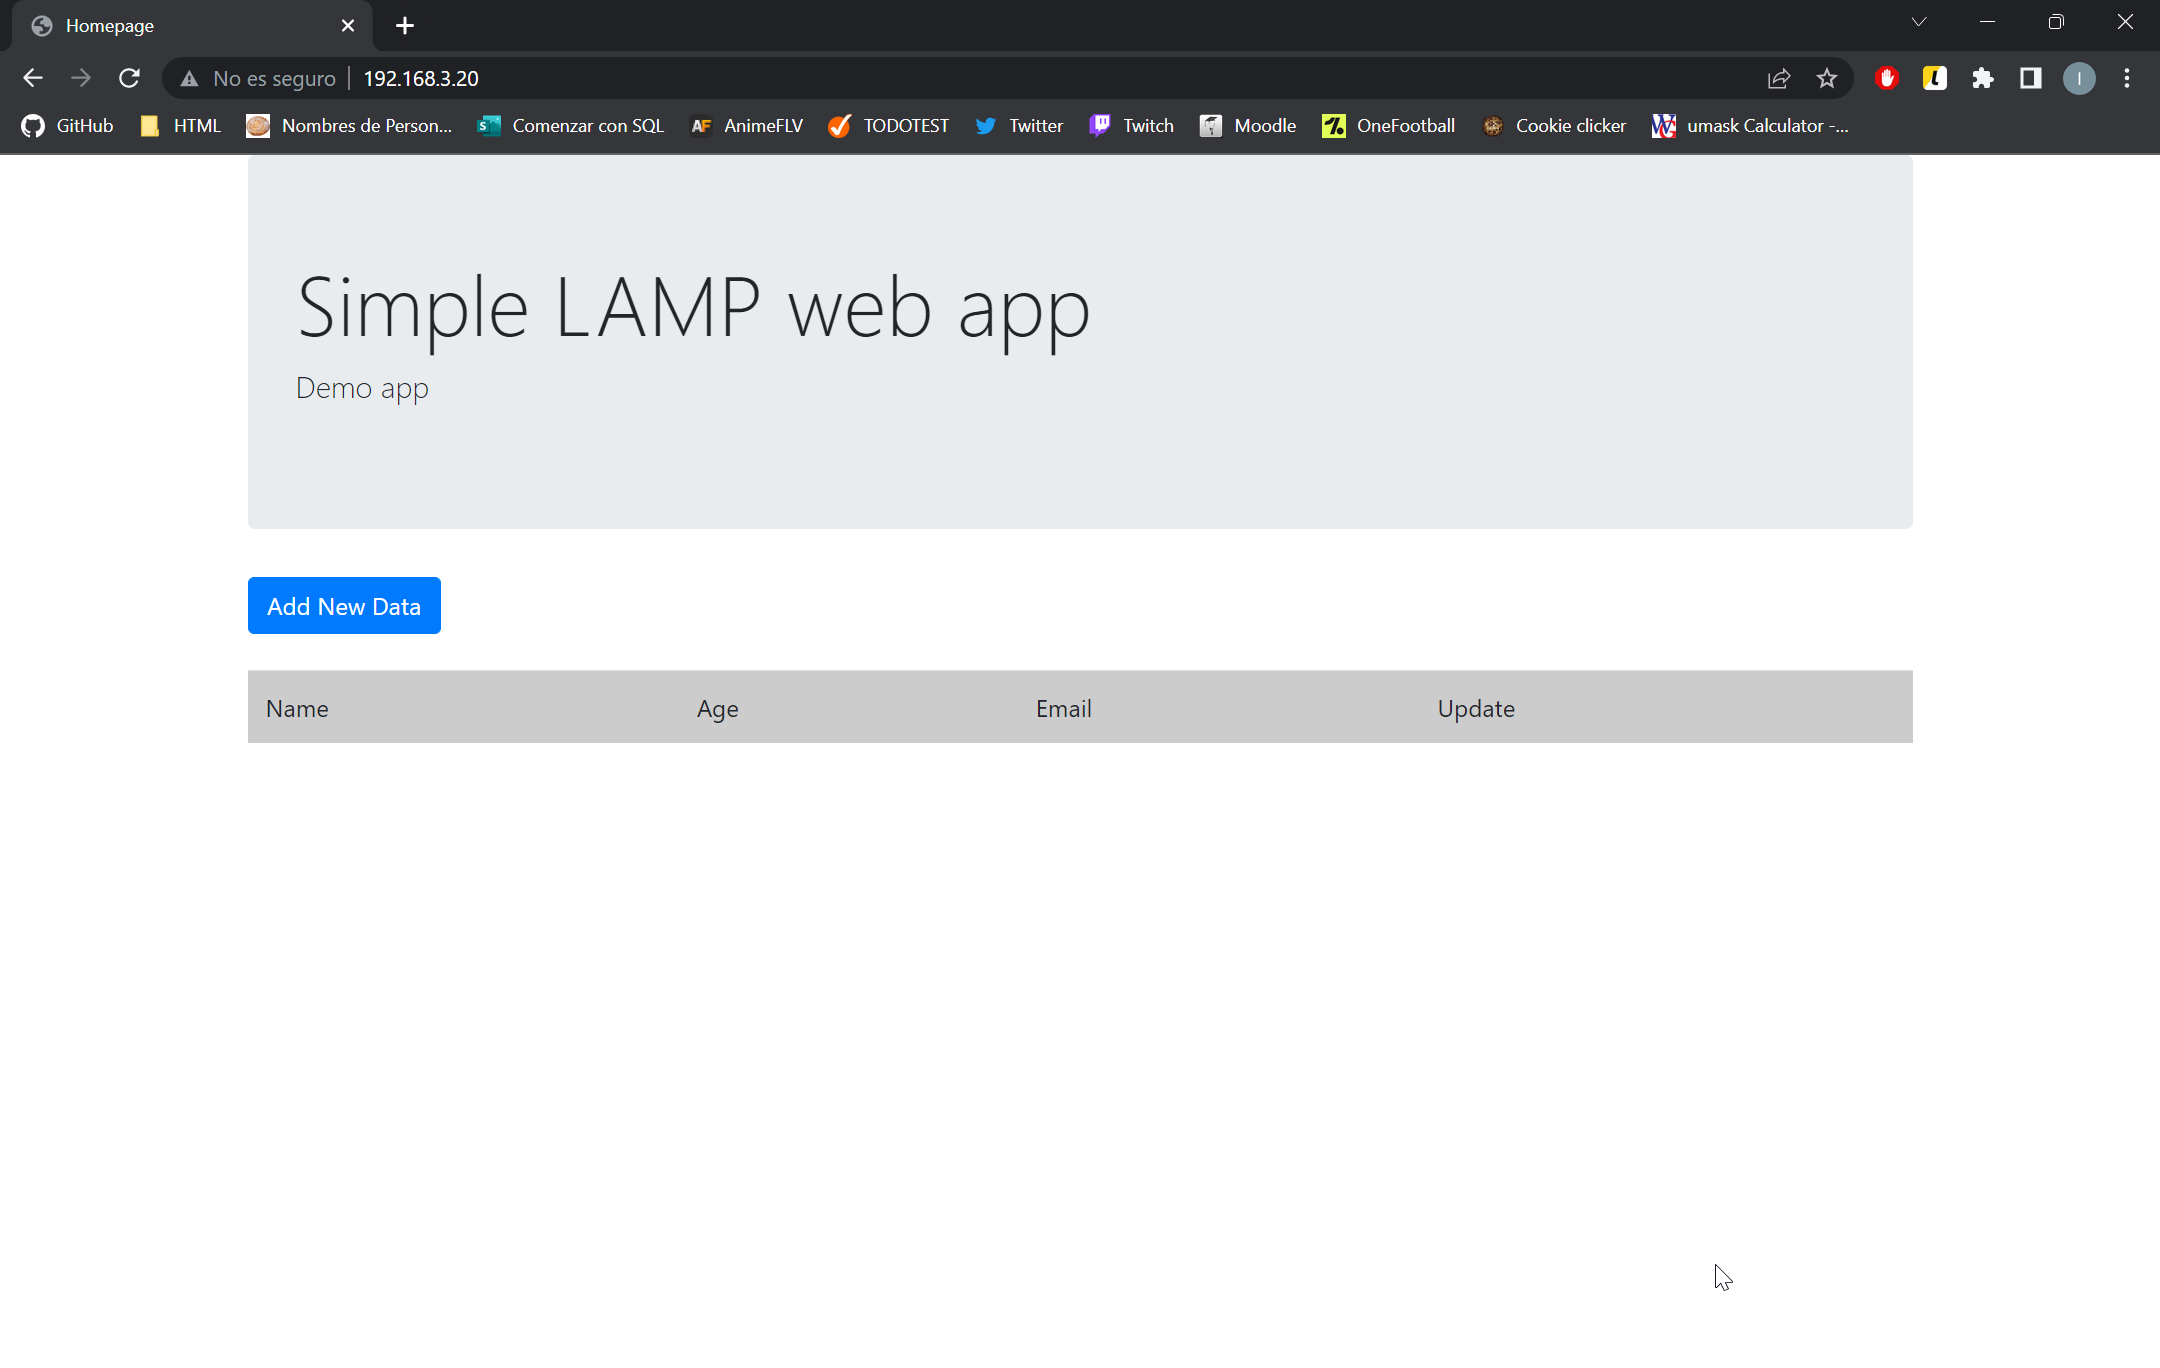 Homepage
No es seguro 192.168.3.20
I
GitHub HTML Nombres de Person... Comenzar con SQL AF AnimeFLV TODOTEST Twitter Twitch Moodle OneFootball Cookie clicker umask Calculator -...
Simple LAMP web app
Demo app
Add New Data
Name Age Email Update